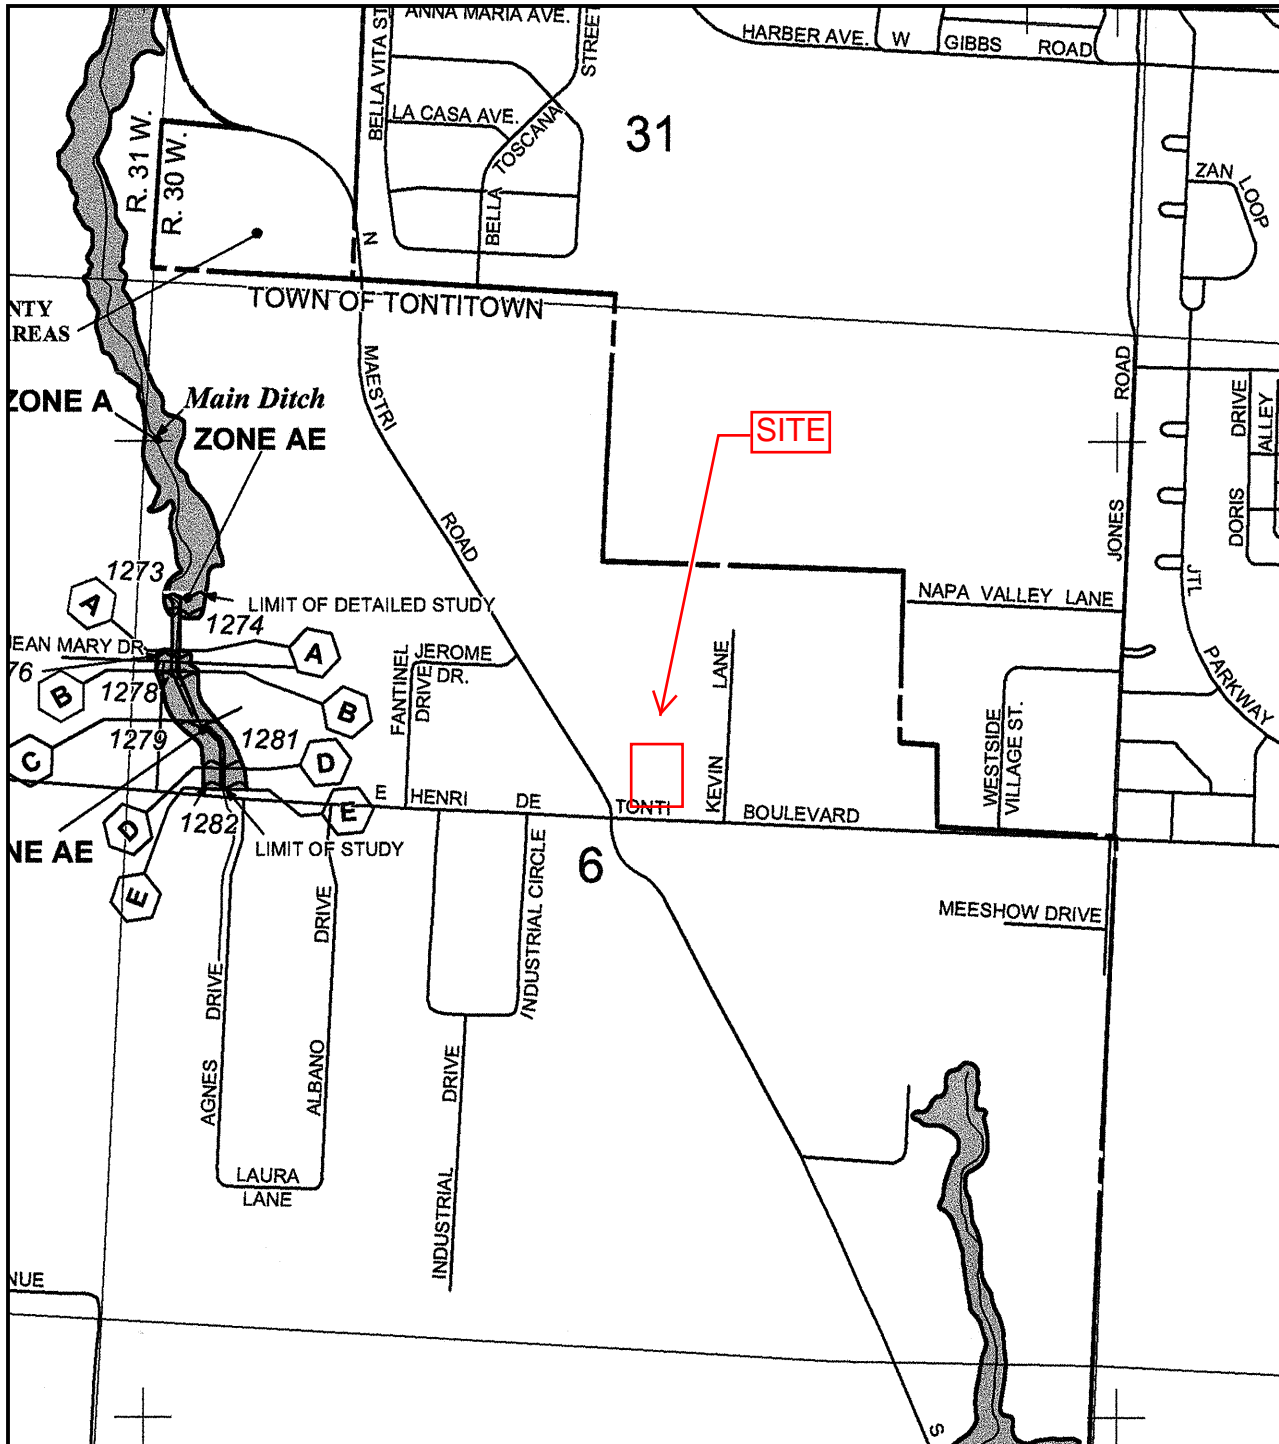 ANNA MARIA AVE.
STREET
BELLA VITA ST
HARBER AVE.
W GIBBS ROAD
LA CASA AVE.
BELLA TOSCANA
31
R. 31 W.
R. 30 W.
ZAN LOOP
N
TOWN OF TONTITOWN
NTY
REAS
MAESTRI ROAD
JONES ROAD
ZONE A
Main Ditch
ZONE AE
SITE
DORIS DRIVE
ALLEY
1273
LIMIT OF DETAILED STUDY
1274
A
A
JEAN MARY DR.
76
1278
B
B
FANTINEL DRIVE
JEROME DR.
NAPA VALLEY LANE
JTL PARKWAY
KEVIN LANE
WESTSIDE VILLAGE ST.
C
1279
1281
D
D
E HENRI DE TONTI BOULEVARD
E
E
1282
NE AE
LIMIT OF STUDY
6
INDUSTRIAL CIRCLE
MEESHOW DRIVE
AGNES DRIVE
ALBANO DRIVE
INDUSTRIAL DRIVE
LAURA
LANE
NUE
S